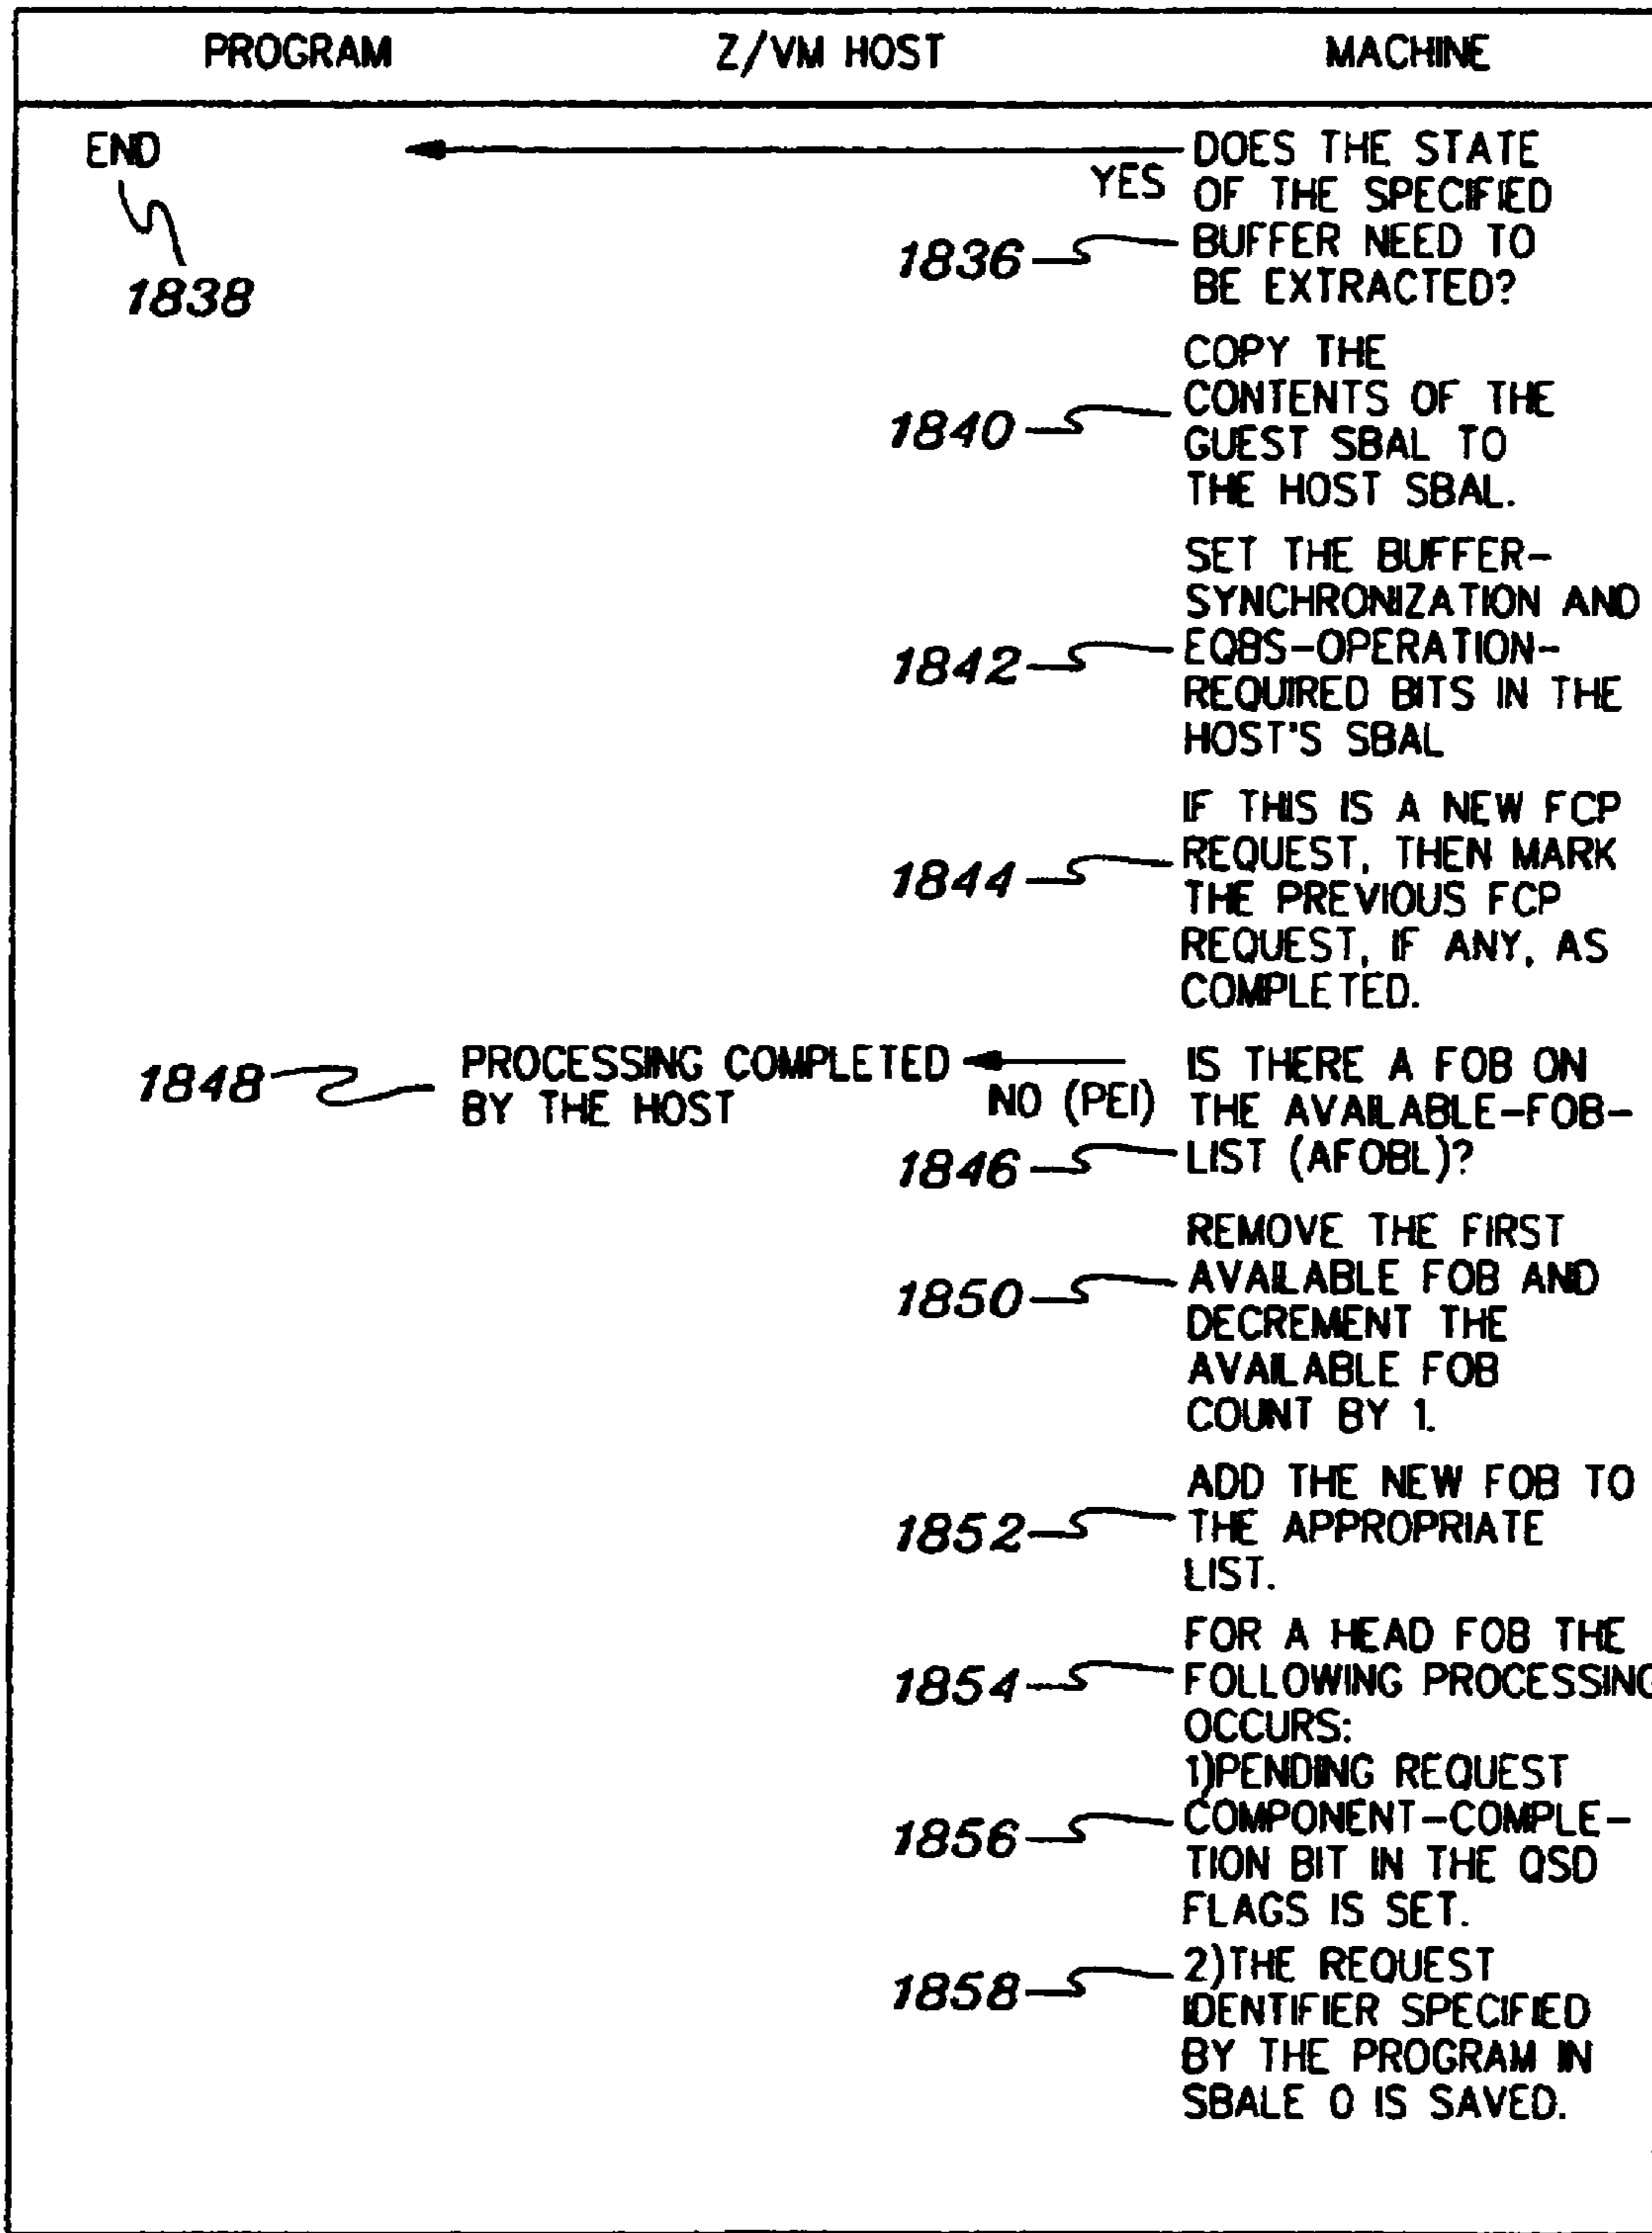 PROGRAM Z/VM HOST MACHINE
END
1838
YES
DOES THE STATE
OF THE SPECIFIED
BUFFER NEED TO
BE EXTRACTED?
1836
COPY THE
CONTENTS OF THE
GUEST SBAL TO
THE HOST SBAL.
1840
SET THE BUFFER-
SYNCHRONIZATION AND
EQBS-OPERATION-
REQUIRED BITS IN THE
HOST'S SBAL
1842
IF THIS IS A NEW FCP
REQUEST, THEN MARK
THE PREVIOUS FCP
REQUEST, IF ANY, AS
COMPLETED.
1844
1848
PROCESSING COMPLETED
BY THE HOST
NO (PEI)
IS THERE A FOB ON
THE AVAILABLE-FOB-
LIST (AFOBL)?
1846
REMOVE THE FIRST
AVAILABLE FOB AND
DECREMENT THE
AVAILABLE FOB
COUNT BY 1.
1850
ADD THE NEW FOB TO
THE APPROPRIATE
LIST.
1852
FOR A HEAD FOB THE
FOLLOWING PROCESSING
OCCURS:
1854
1)PENDING REQUEST
COMPONENT-COMPLE-
TION BIT IN THE QSD
FLAGS IS SET.
1856
2)THE REQUEST
IDENTIFIER SPECIFIED
BY THE PROGRAM IN
SBALE 0 IS SAVED.
1858